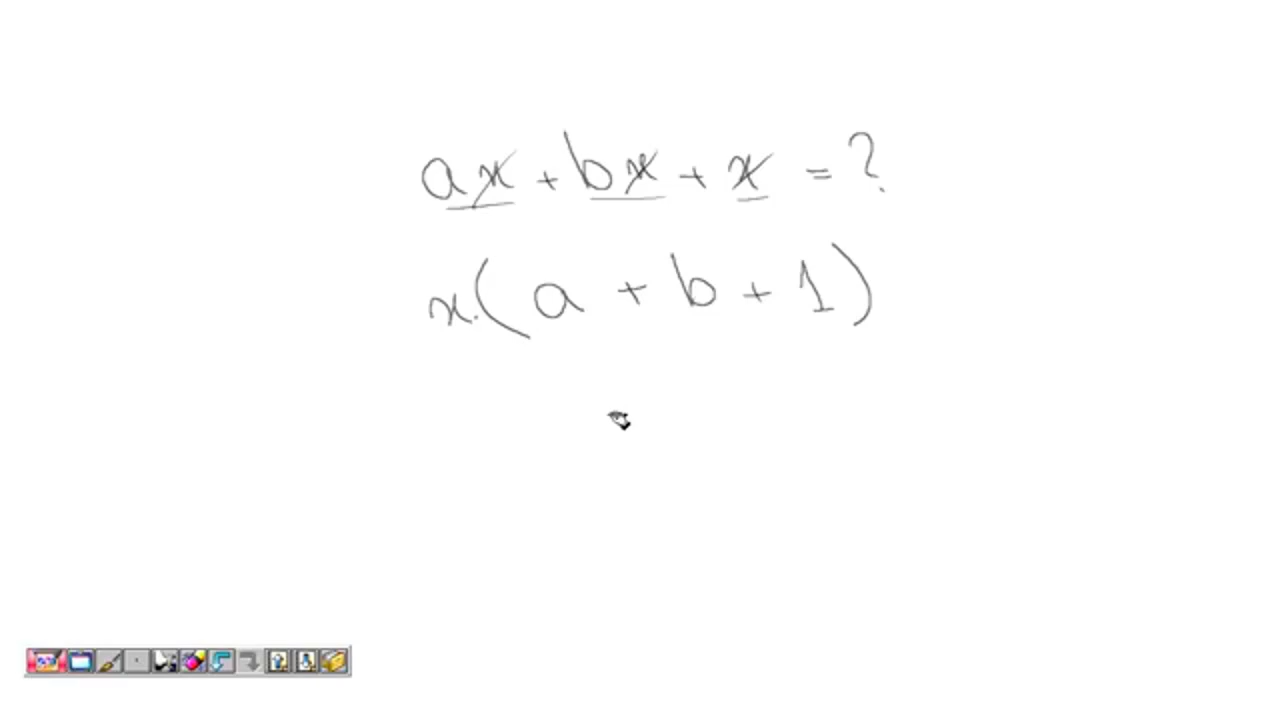 ax + bx + x = ?
x.(a + b + 1)